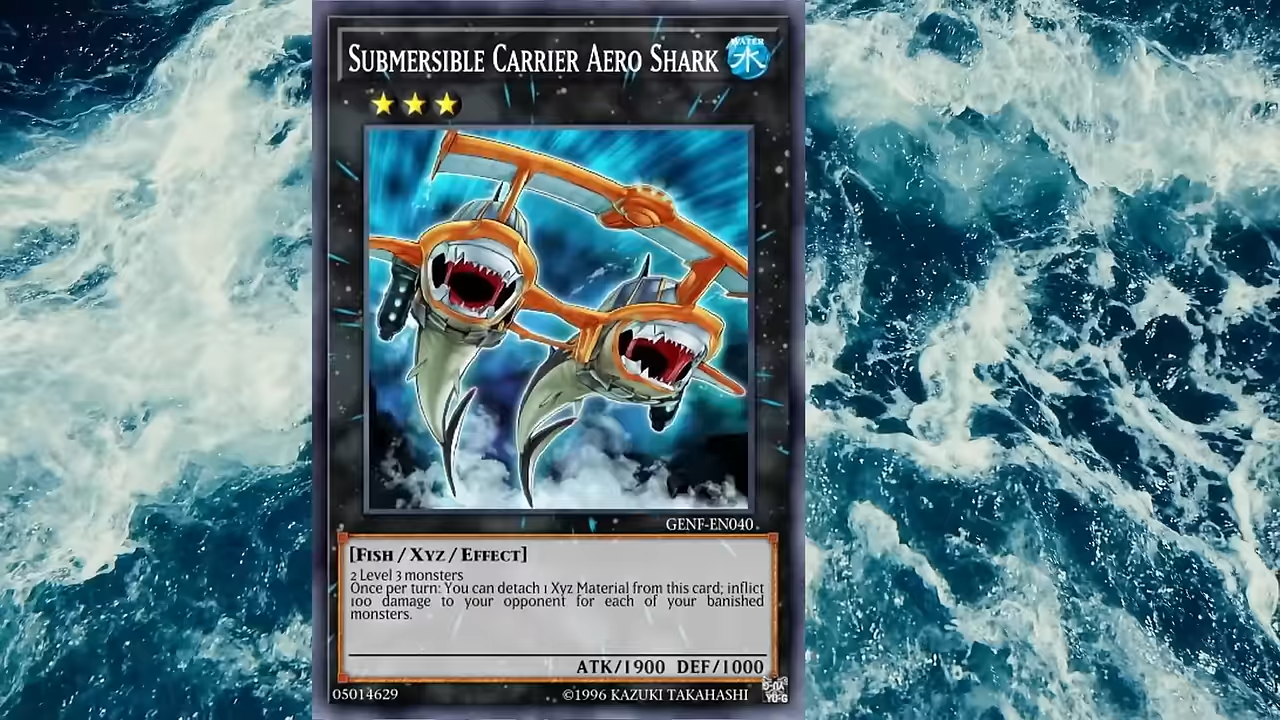 SUBMERSIBLE CARRIER AERO SHARK
WATER
水
GENF-EN040
[FISH / XYZ / EFFECT]
2 Level 3 monsters
Once per turn: You can detach 1 Xyz Material from this card; inflict
100 damage to your opponent for each of your banished
monsters.
ATK/1900 DEF/1000
05014629
©1996 KAZUKI TAKAHASHI